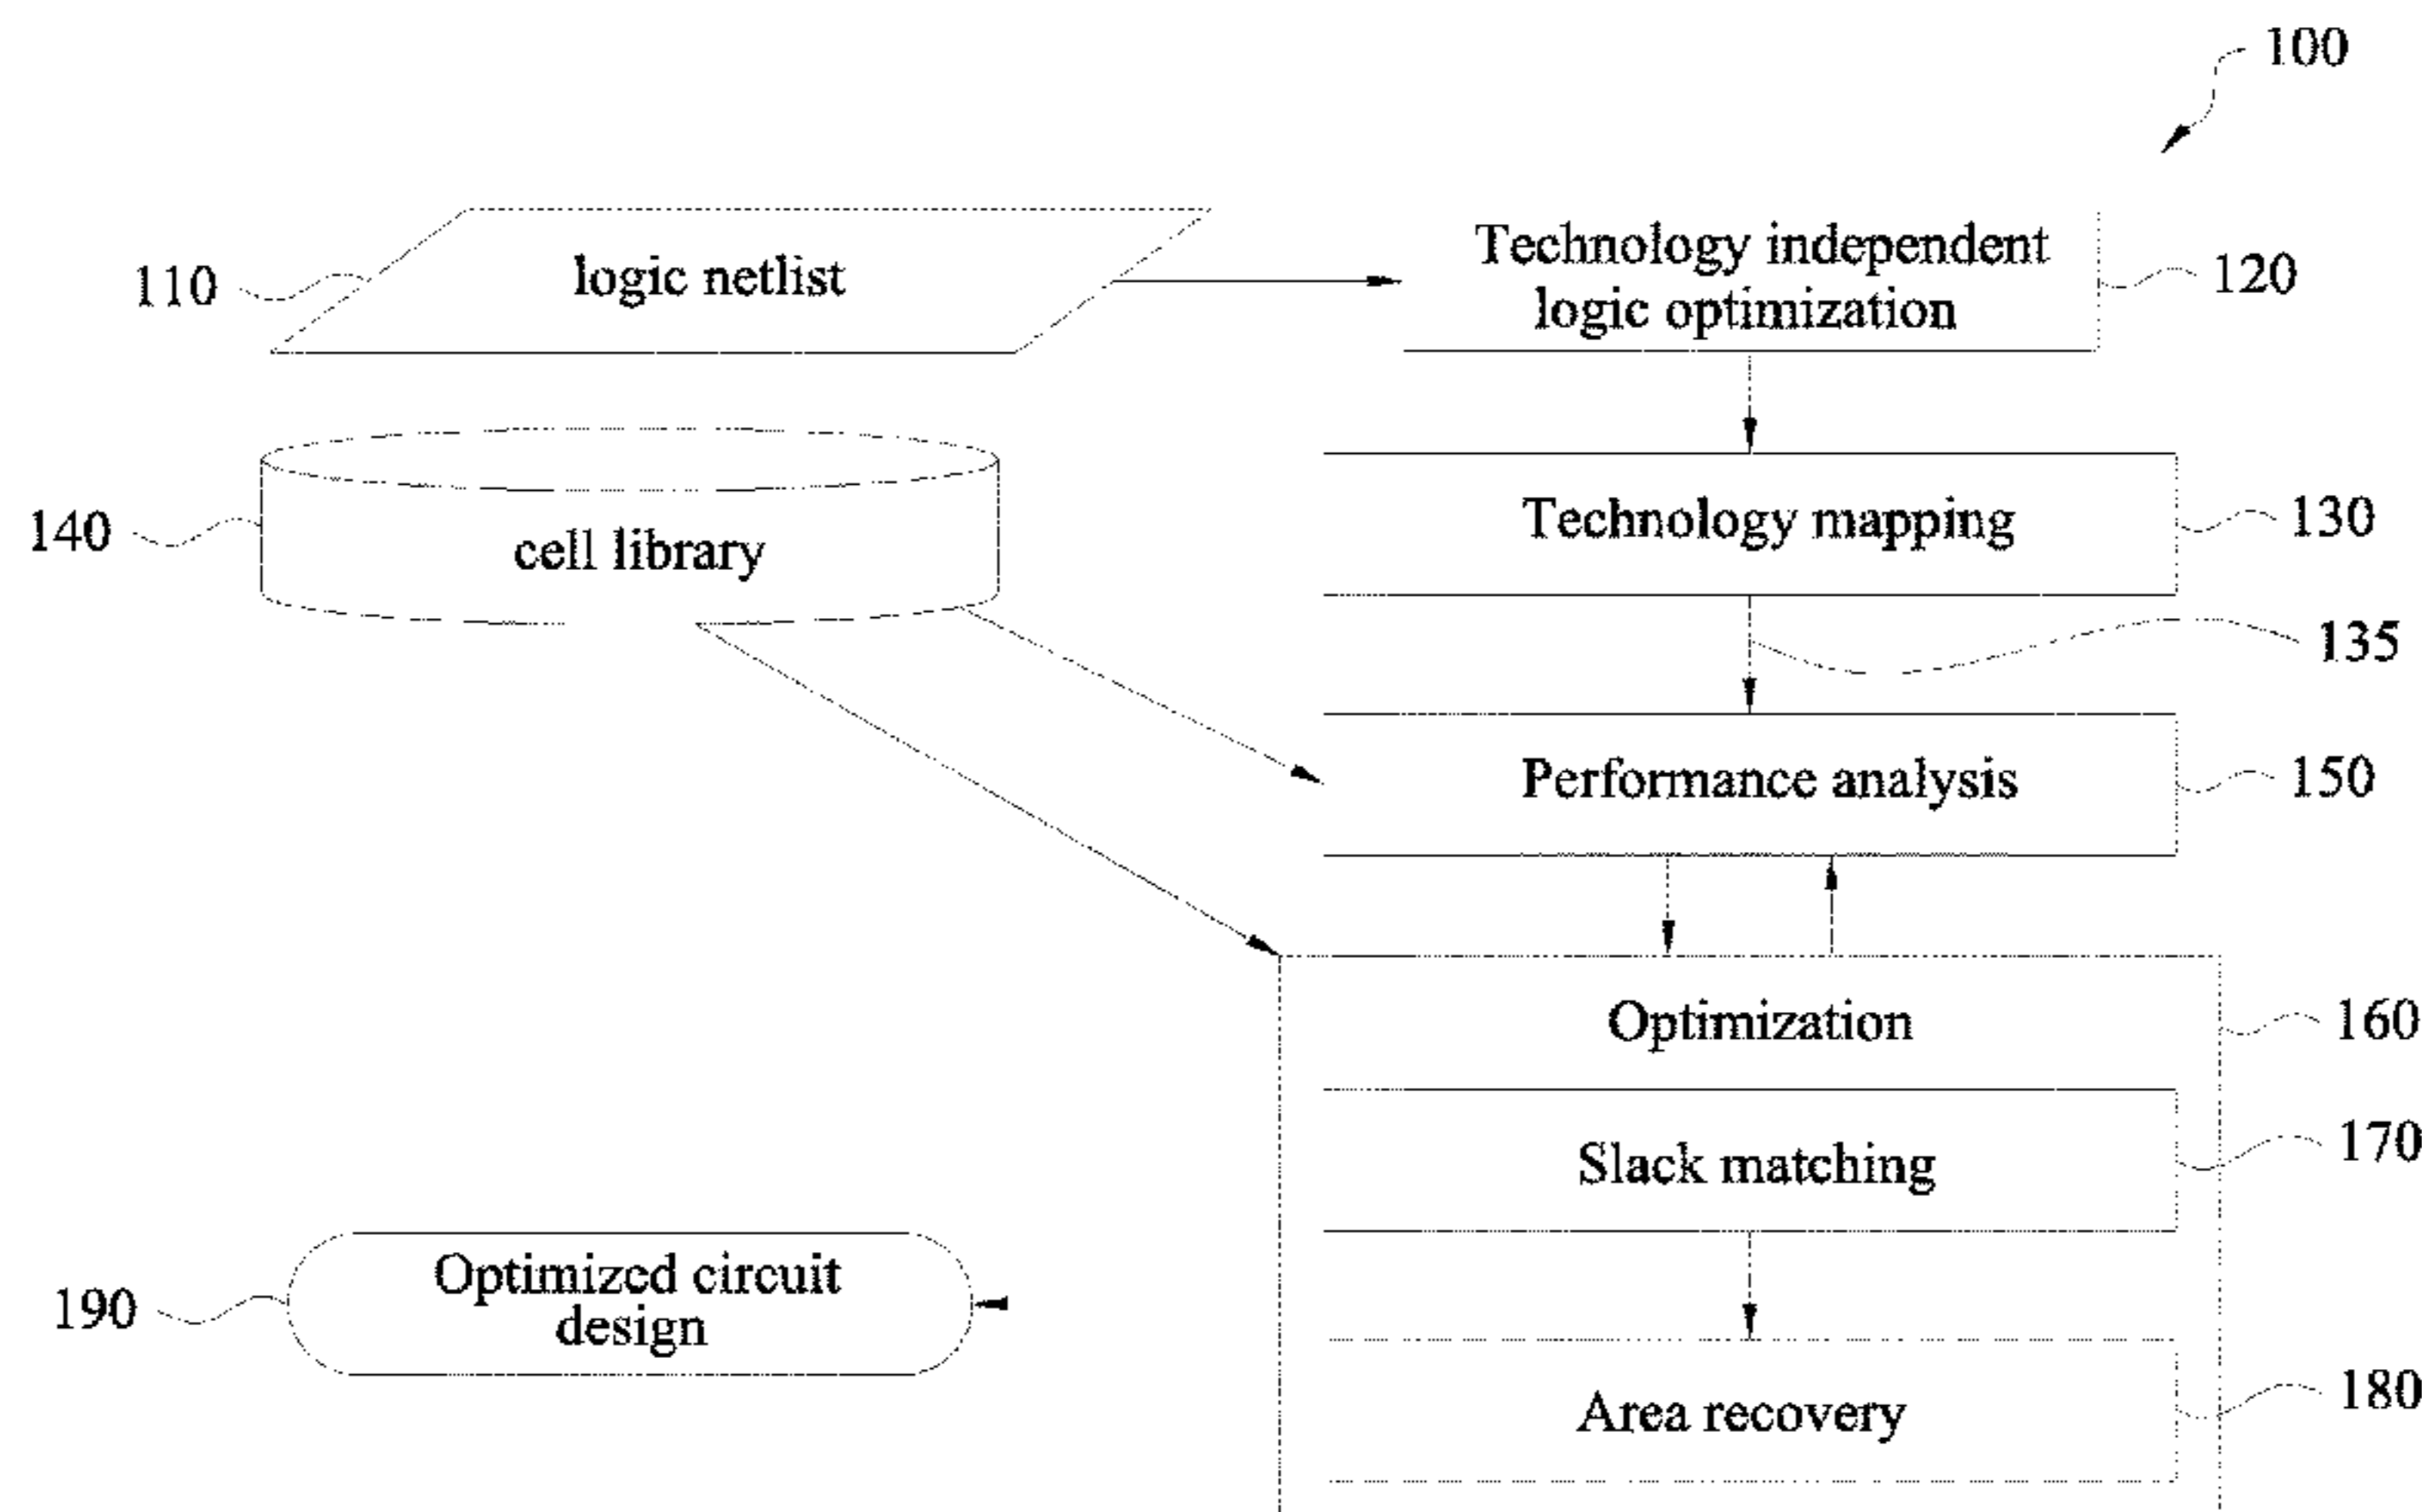 100
110
logic netlist
Technology independent
logic optimization
120
140
cell library
Technology mapping
130
135
Performance analysis
150
Optimization
160
Slack matching
170
190
Optimized circuit
design
Area recovery
180